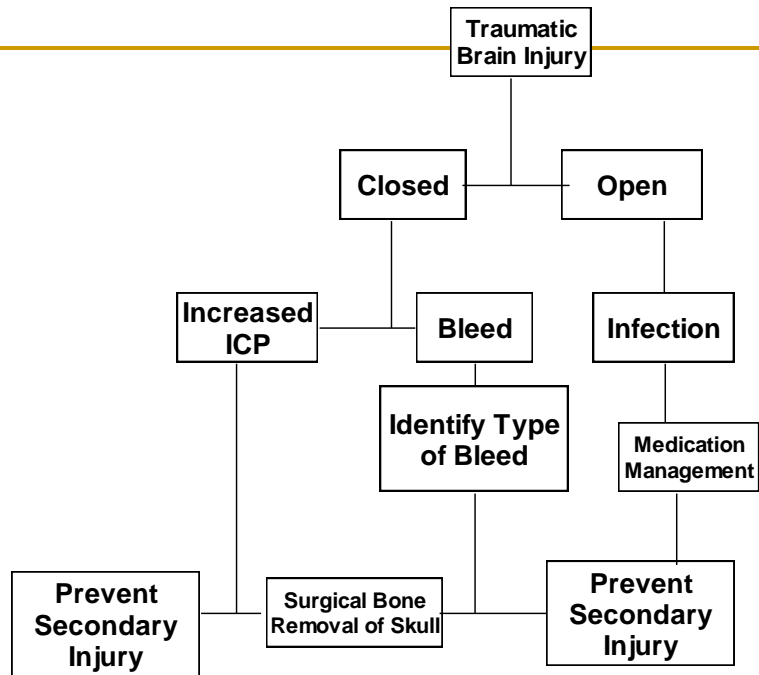 Traumatic
Brain Injury
Closed
Open
Increased
ICP
Bleed
Infection
Identify Type
of Bleed
Medication
Management
Prevent
Secondary
Injury
Surgical Bone
Removal of Skull
Prevent
Secondary
Injury